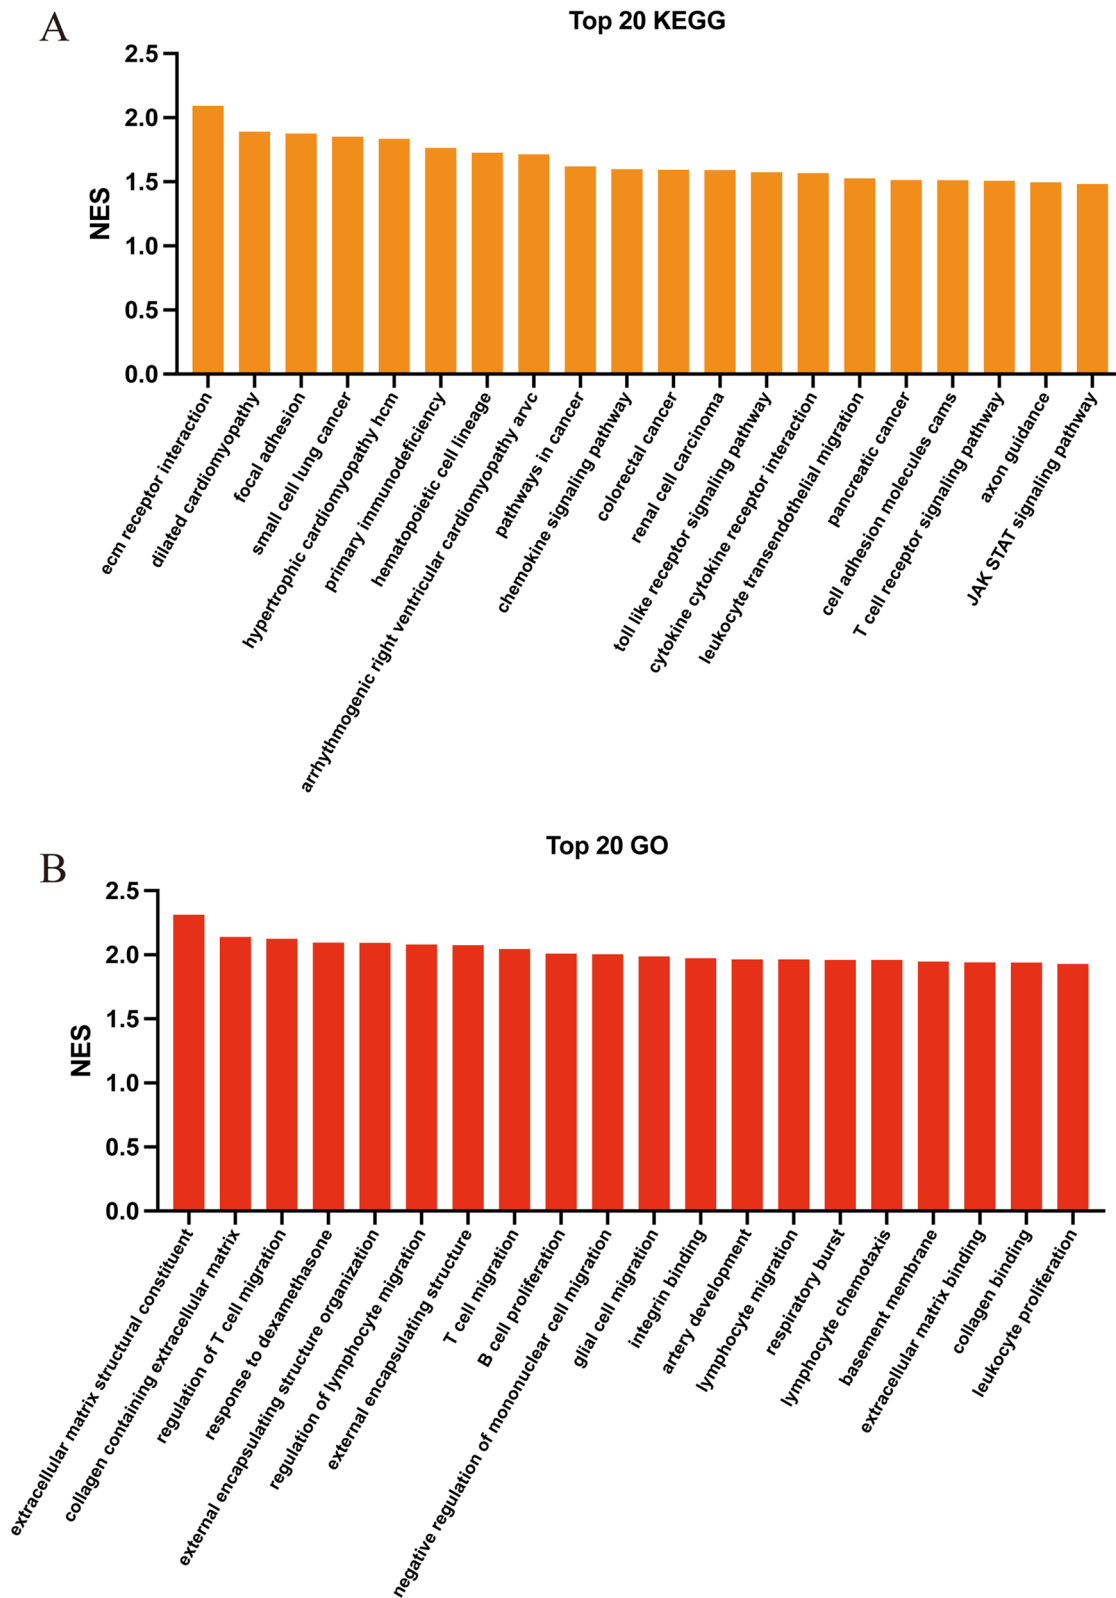 A
Top 20 KEGG
NES
2.5
2.0
1.5
1.0
0.5
0.0
ecm receptor interaction
dilated cardiomyopathy
focal adhesion
small cell lung cancer
hypertrophic cardiomyopathy hcm
primary immunodeficiency
hematopoietic cell lineage
arrhythmogenic right ventricular cardiomyopathy arvc
pathways in cancer
chemokine signaling pathway
colorectal cancer
renal cell carcinoma
toll like receptor signaling pathway
cytokine cytokine receptor interaction
leukocyte transendothelial migration
pancreatic cancer
cell adhesion molecules cams
T cell receptor signaling pathway
axon guidance
JAK STAT signaling pathway
B
Top 20 GO
NES
2.5
2.0
1.5
1.0
0.5
0.0
extracellular matrix structural constituent
collagen containing extracellular matrix
regulation of T cell migration
response to dexamethasone
external encapsulating structure organization
regulation of lymphocyte migration
external encapsulating structure
T cell migration
B cell proliferation
negative regulation of mononuclear cell migration
glial cell migration
integrin binding
artery development
lymphocyte migration
respiratory burst
lymphocyte chemotaxis
basement membrane
extracellular matrix binding
collagen binding
leukocyte proliferation